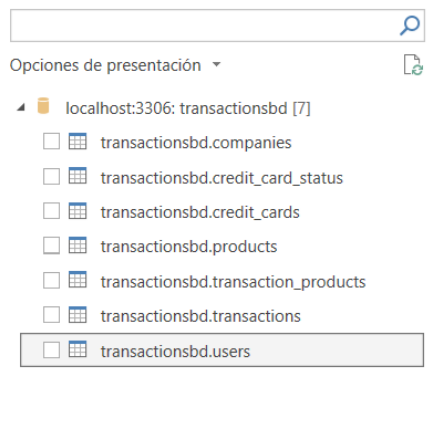 Opciones de presentación
localhost:3306: transactionsbd [7]
transactionsbd.companies
transactionsbd.credit_card_status
transactionsbd.credit_cards
transactionsbd.products
transactionsbd.transaction_products
transactionsbd.transactions
transactionsbd.users